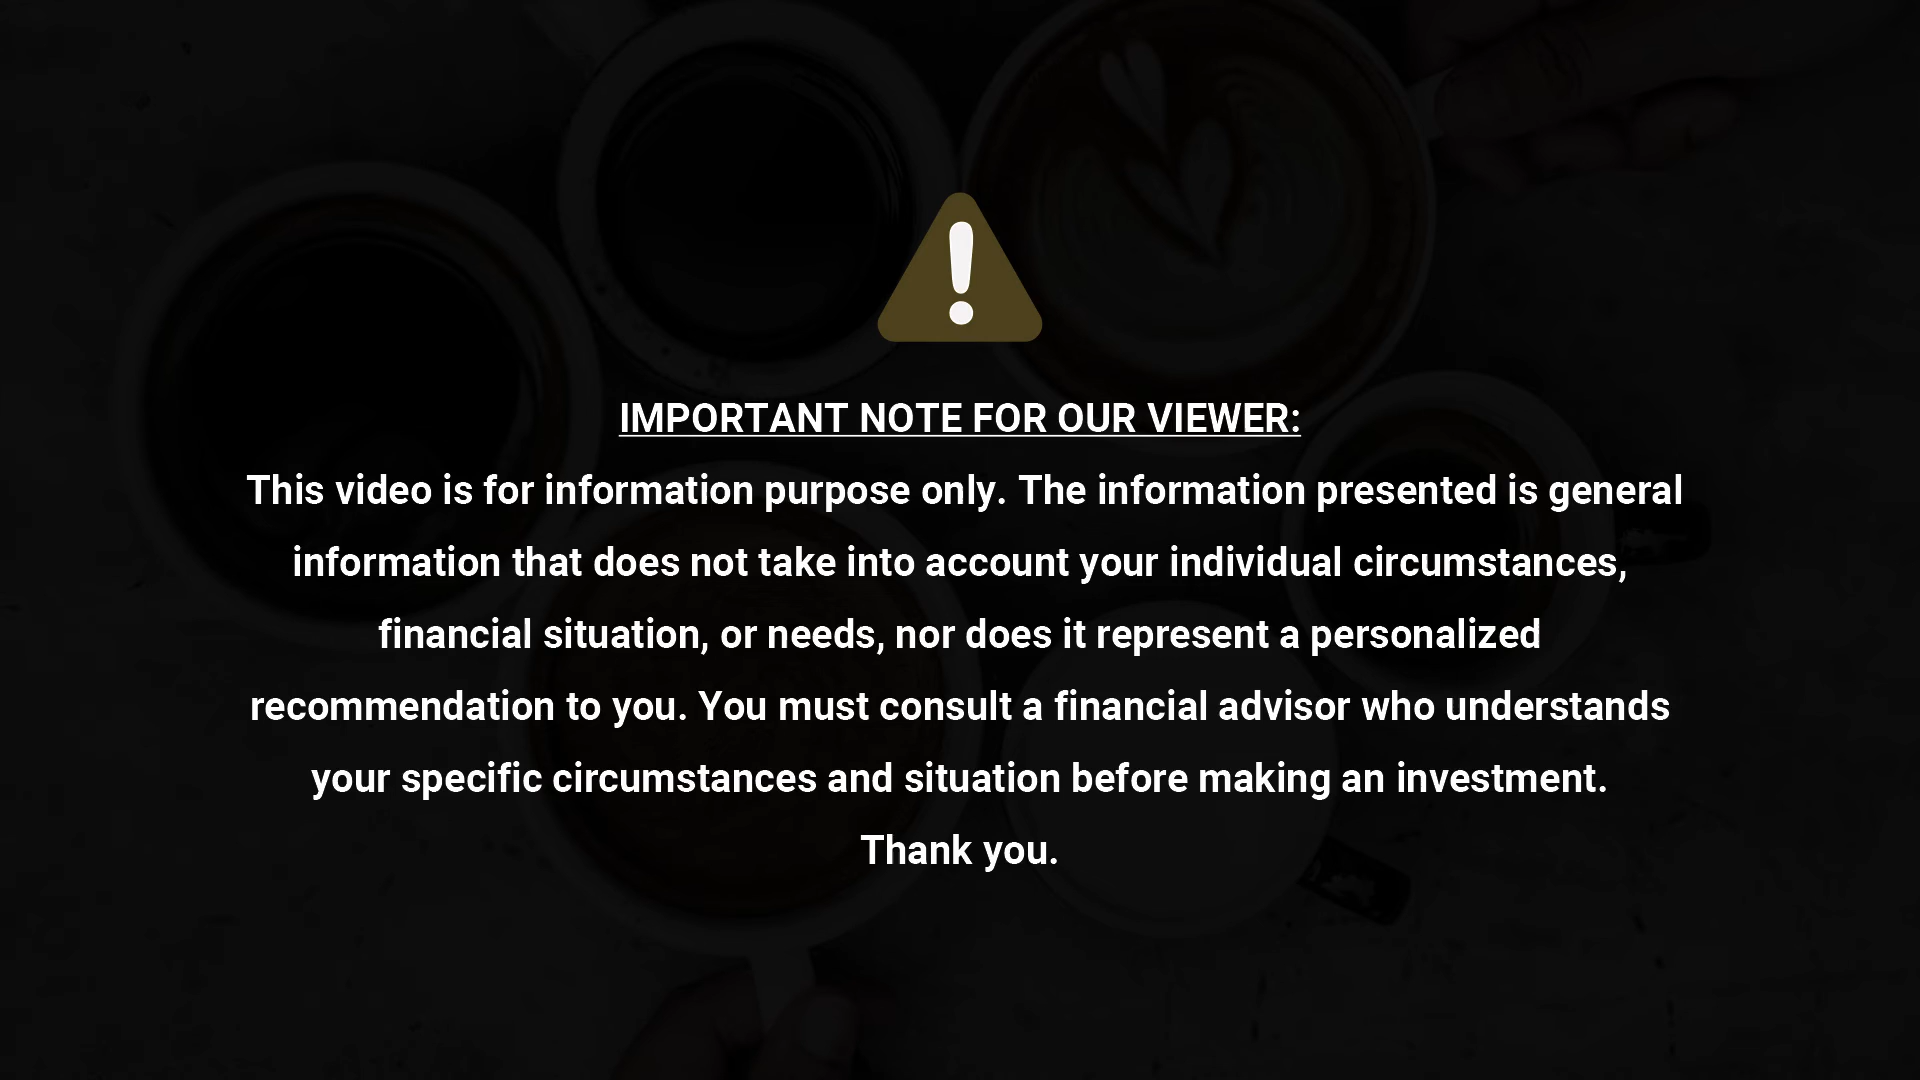 IMPORTANT NOTE FOR OUR VIEWER:
This video is for information purpose only. The information presented is general
information that does not take into account your individual circumstances,
financial situation, or needs, nor does it represent a personalized
recommendation to you. You must consult a financial advisor who understands
your specific circumstances and situation before making an investment.
Thank you.